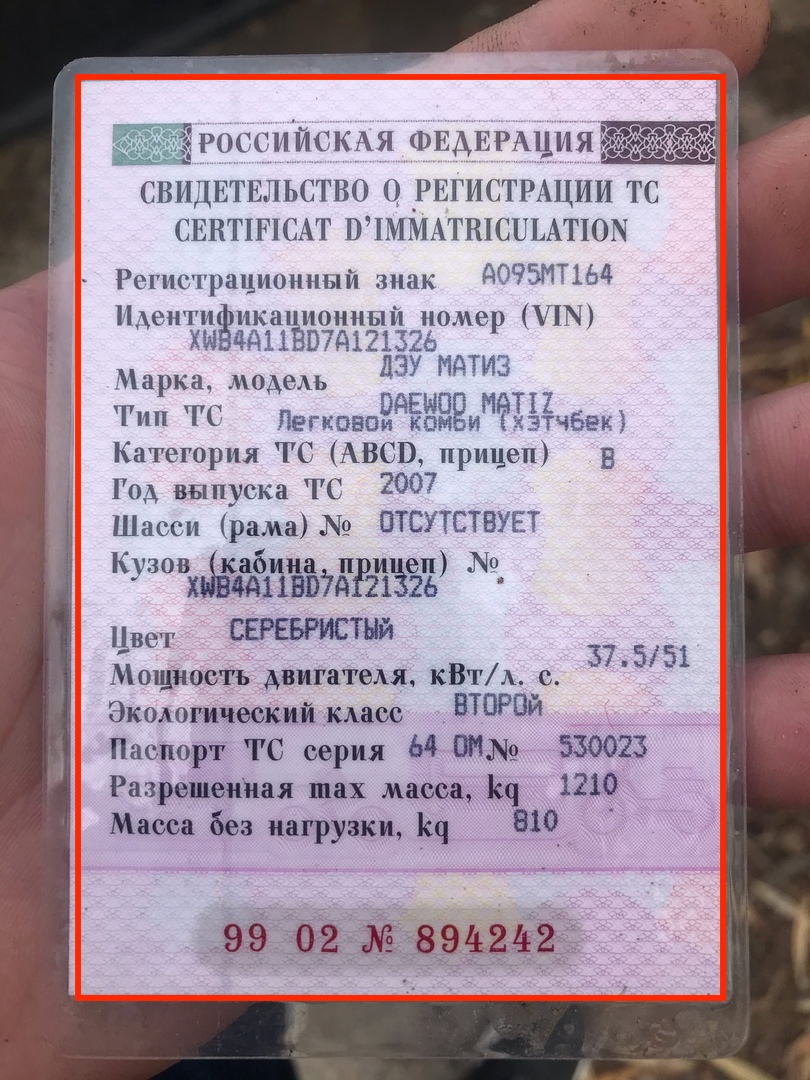 РОССИЙСКАЯ ФЕДЕРАЦИЯ
СВИДЕТЕЛЬСТВО О РЕГИСТРАЦИИ ТС
CERTIFICAT D'IMMATRICULATION
Регистрационный знак А095МТ164
Идентификационный номер (VIN)
XWB4A11BD7A121326
Марка, модель ДЭУ МАТИЗ
DAEWOO MATIZ
Тип ТС Легковой комби (хэтчбек)
Категория ТС (ABCD, прицеп) В
Год выпуска ТС 2007
Шасси (рама) № ОТСУТСТВУЕТ
Кузов (кабина, прицеп) №
XWB4A11BD7A121326
Цвет СЕРЕБРИСТЫЙ
Мощность двигателя, кВт/л. с. 37.5/51
Экологический класс ВТОРОЙ
Паспорт ТС серия 64 ОМ № 530023
Разрешенная max масса, kg 1210
Масса без нагрузки, kg 810
99 02 № 894242